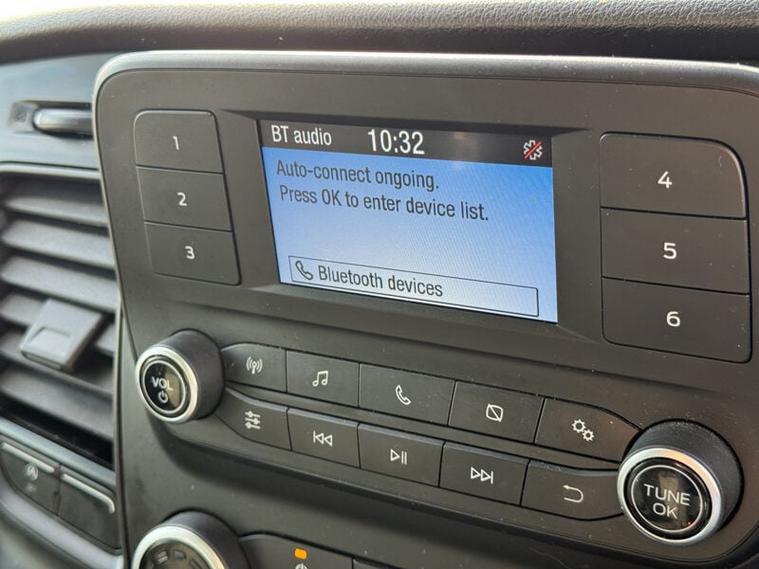 BT audio 10:32
Auto-connect ongoing.
Press OK to enter device list.
Bluetooth devices
1
2
3
4
5
6
VOL
TUNE
OK